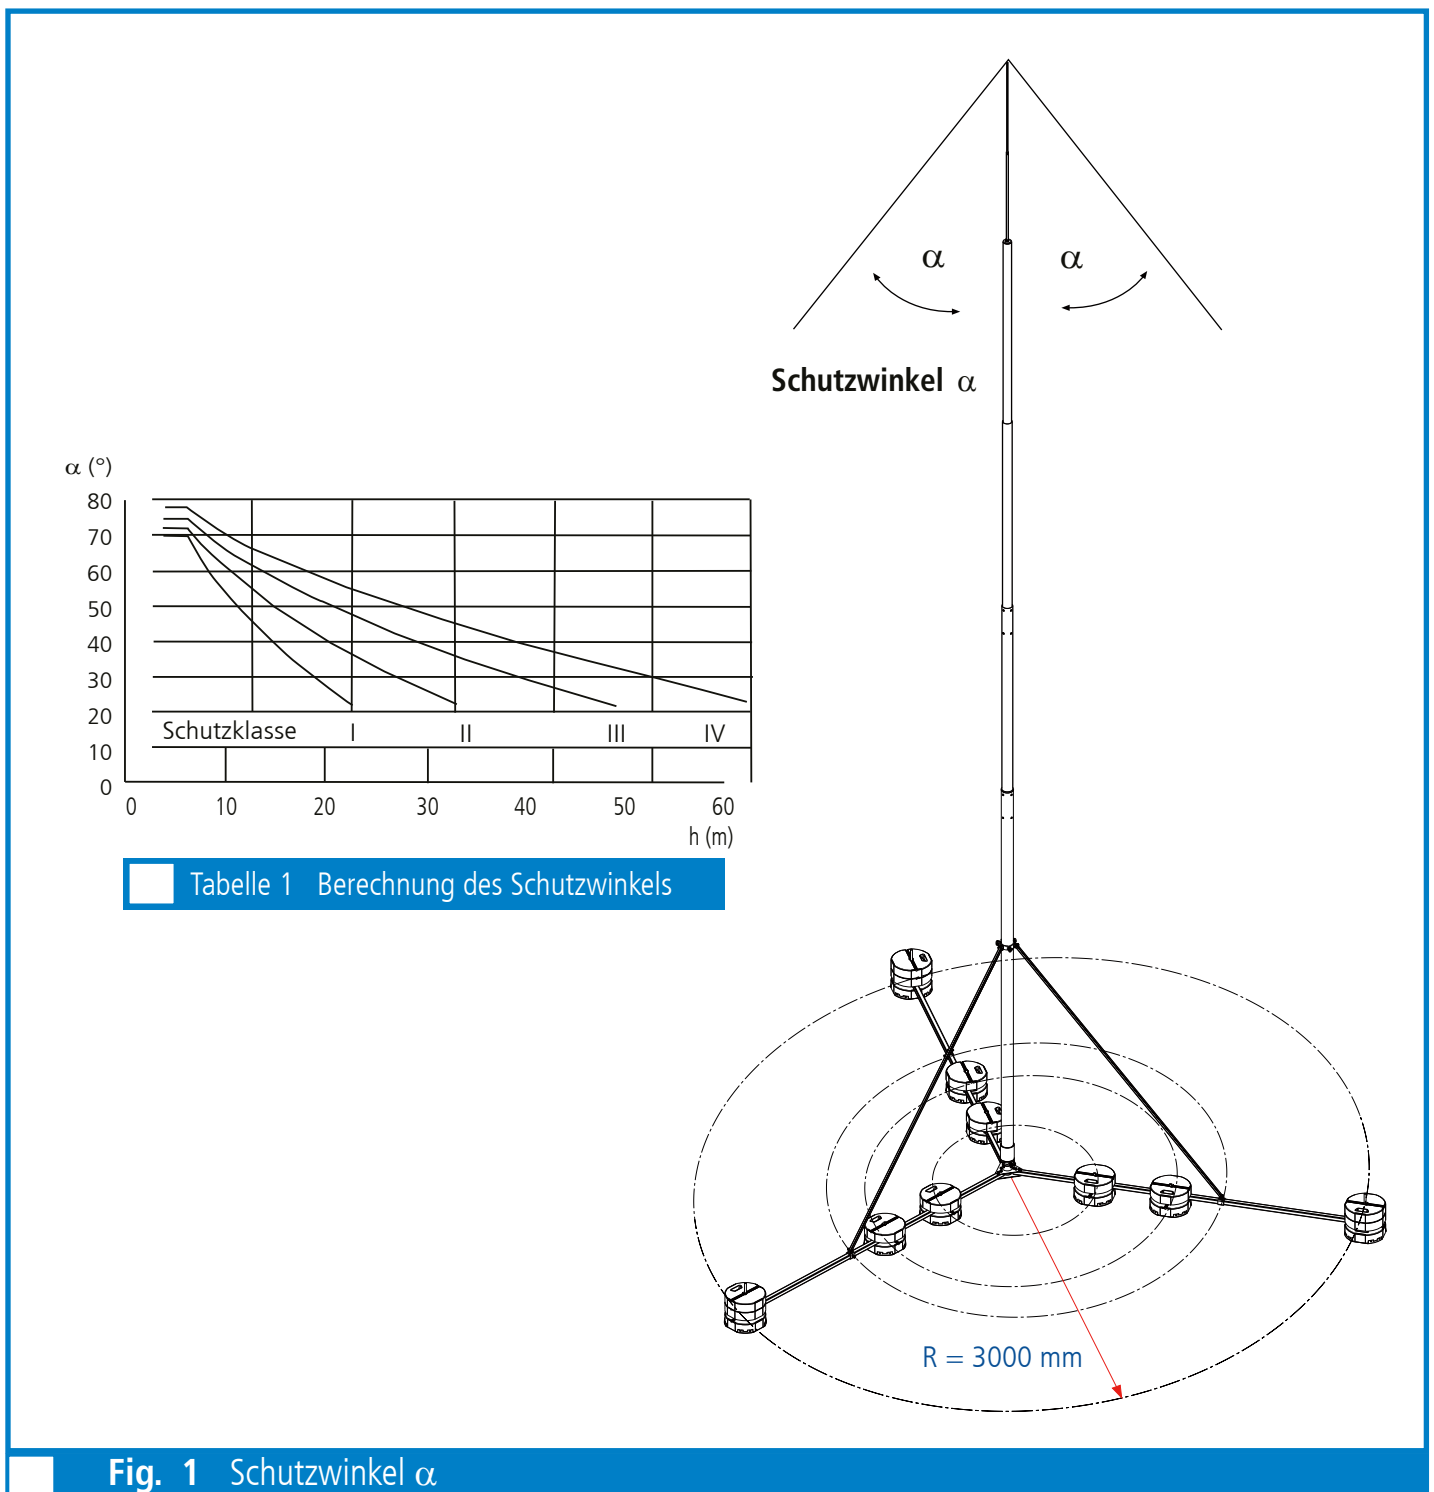 α
α
Schutzwinkel α
α (°)
80
70
60
50
40
30
20
10
0
Schutzklasse I II III IV
0 10 20 30 40 50 60
h (m)
Tabelle 1 Berechnung des Schutzwinkels
R = 3000 mm
Fig. 1 Schutzwinkel α